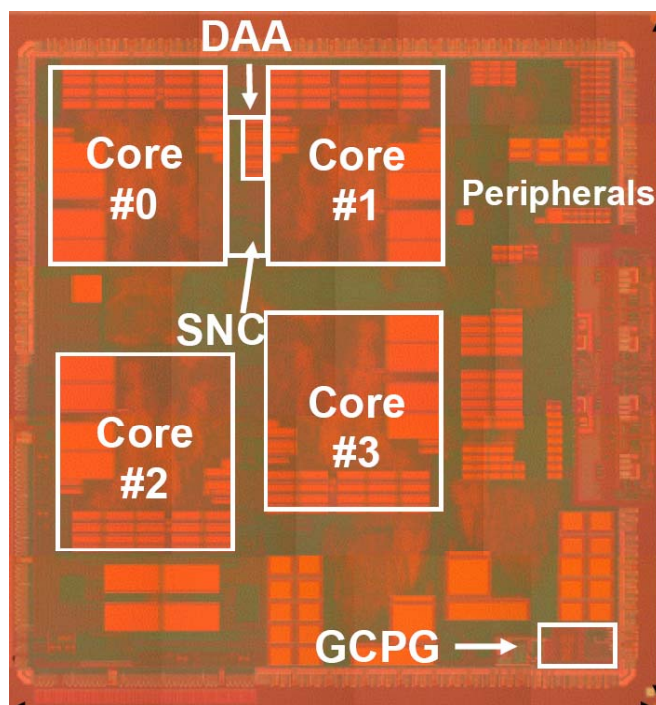 DAA
Core
#0
Core
#1
Peripherals
SNC
Core
#2
Core
#3
GCPG